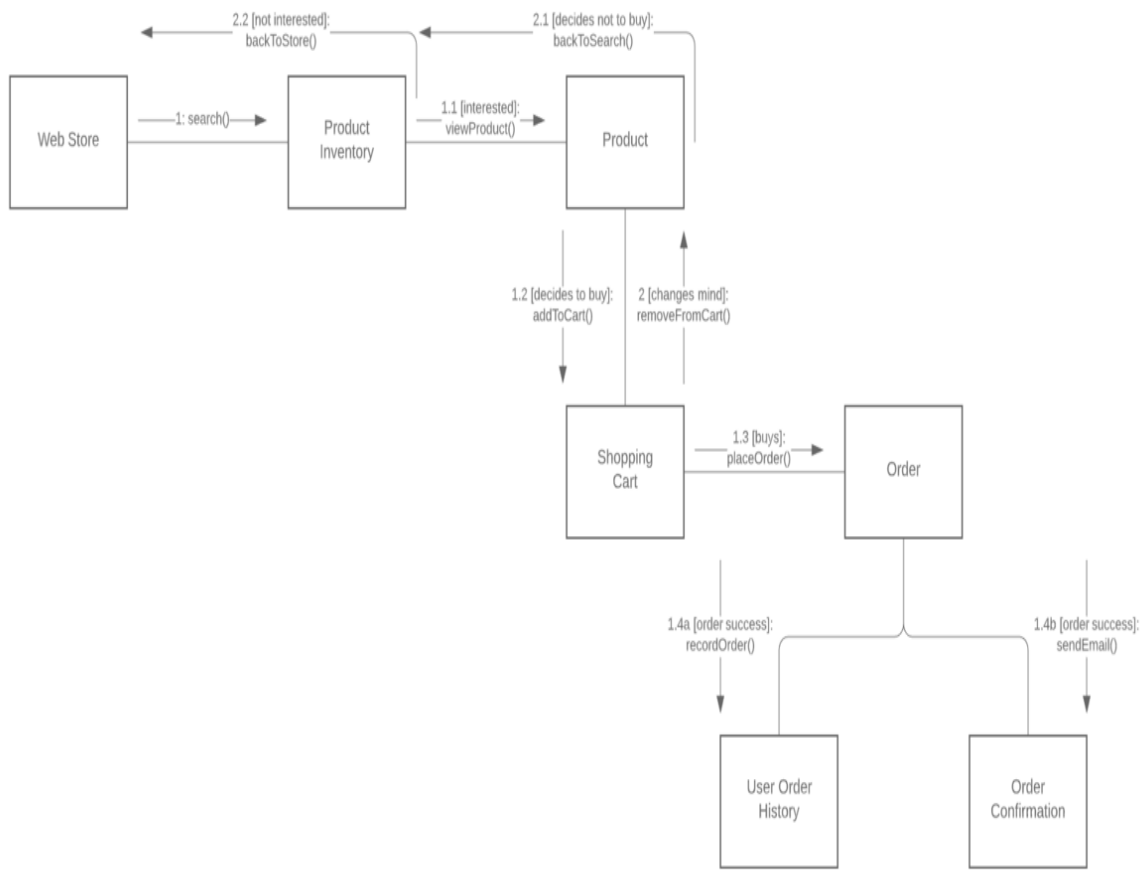 2.2 [not interested]:
backToStore()
2.1 [decides not to buy]:
backToSearch()
Web Store
1: search()
Product
Inventory
1.1 [interested]:
viewProduct()
Product
1.2 [decides to buy]:
addToCart()
2 [changes mind]:
removeFromCart()
Shopping
Cart
1.3 [buys]:
placeOrder()
Order
1.4a [order success]:
recordOrder()
1.4b [order success]:
sendEmail()
User Order
History
Order
Confirmation